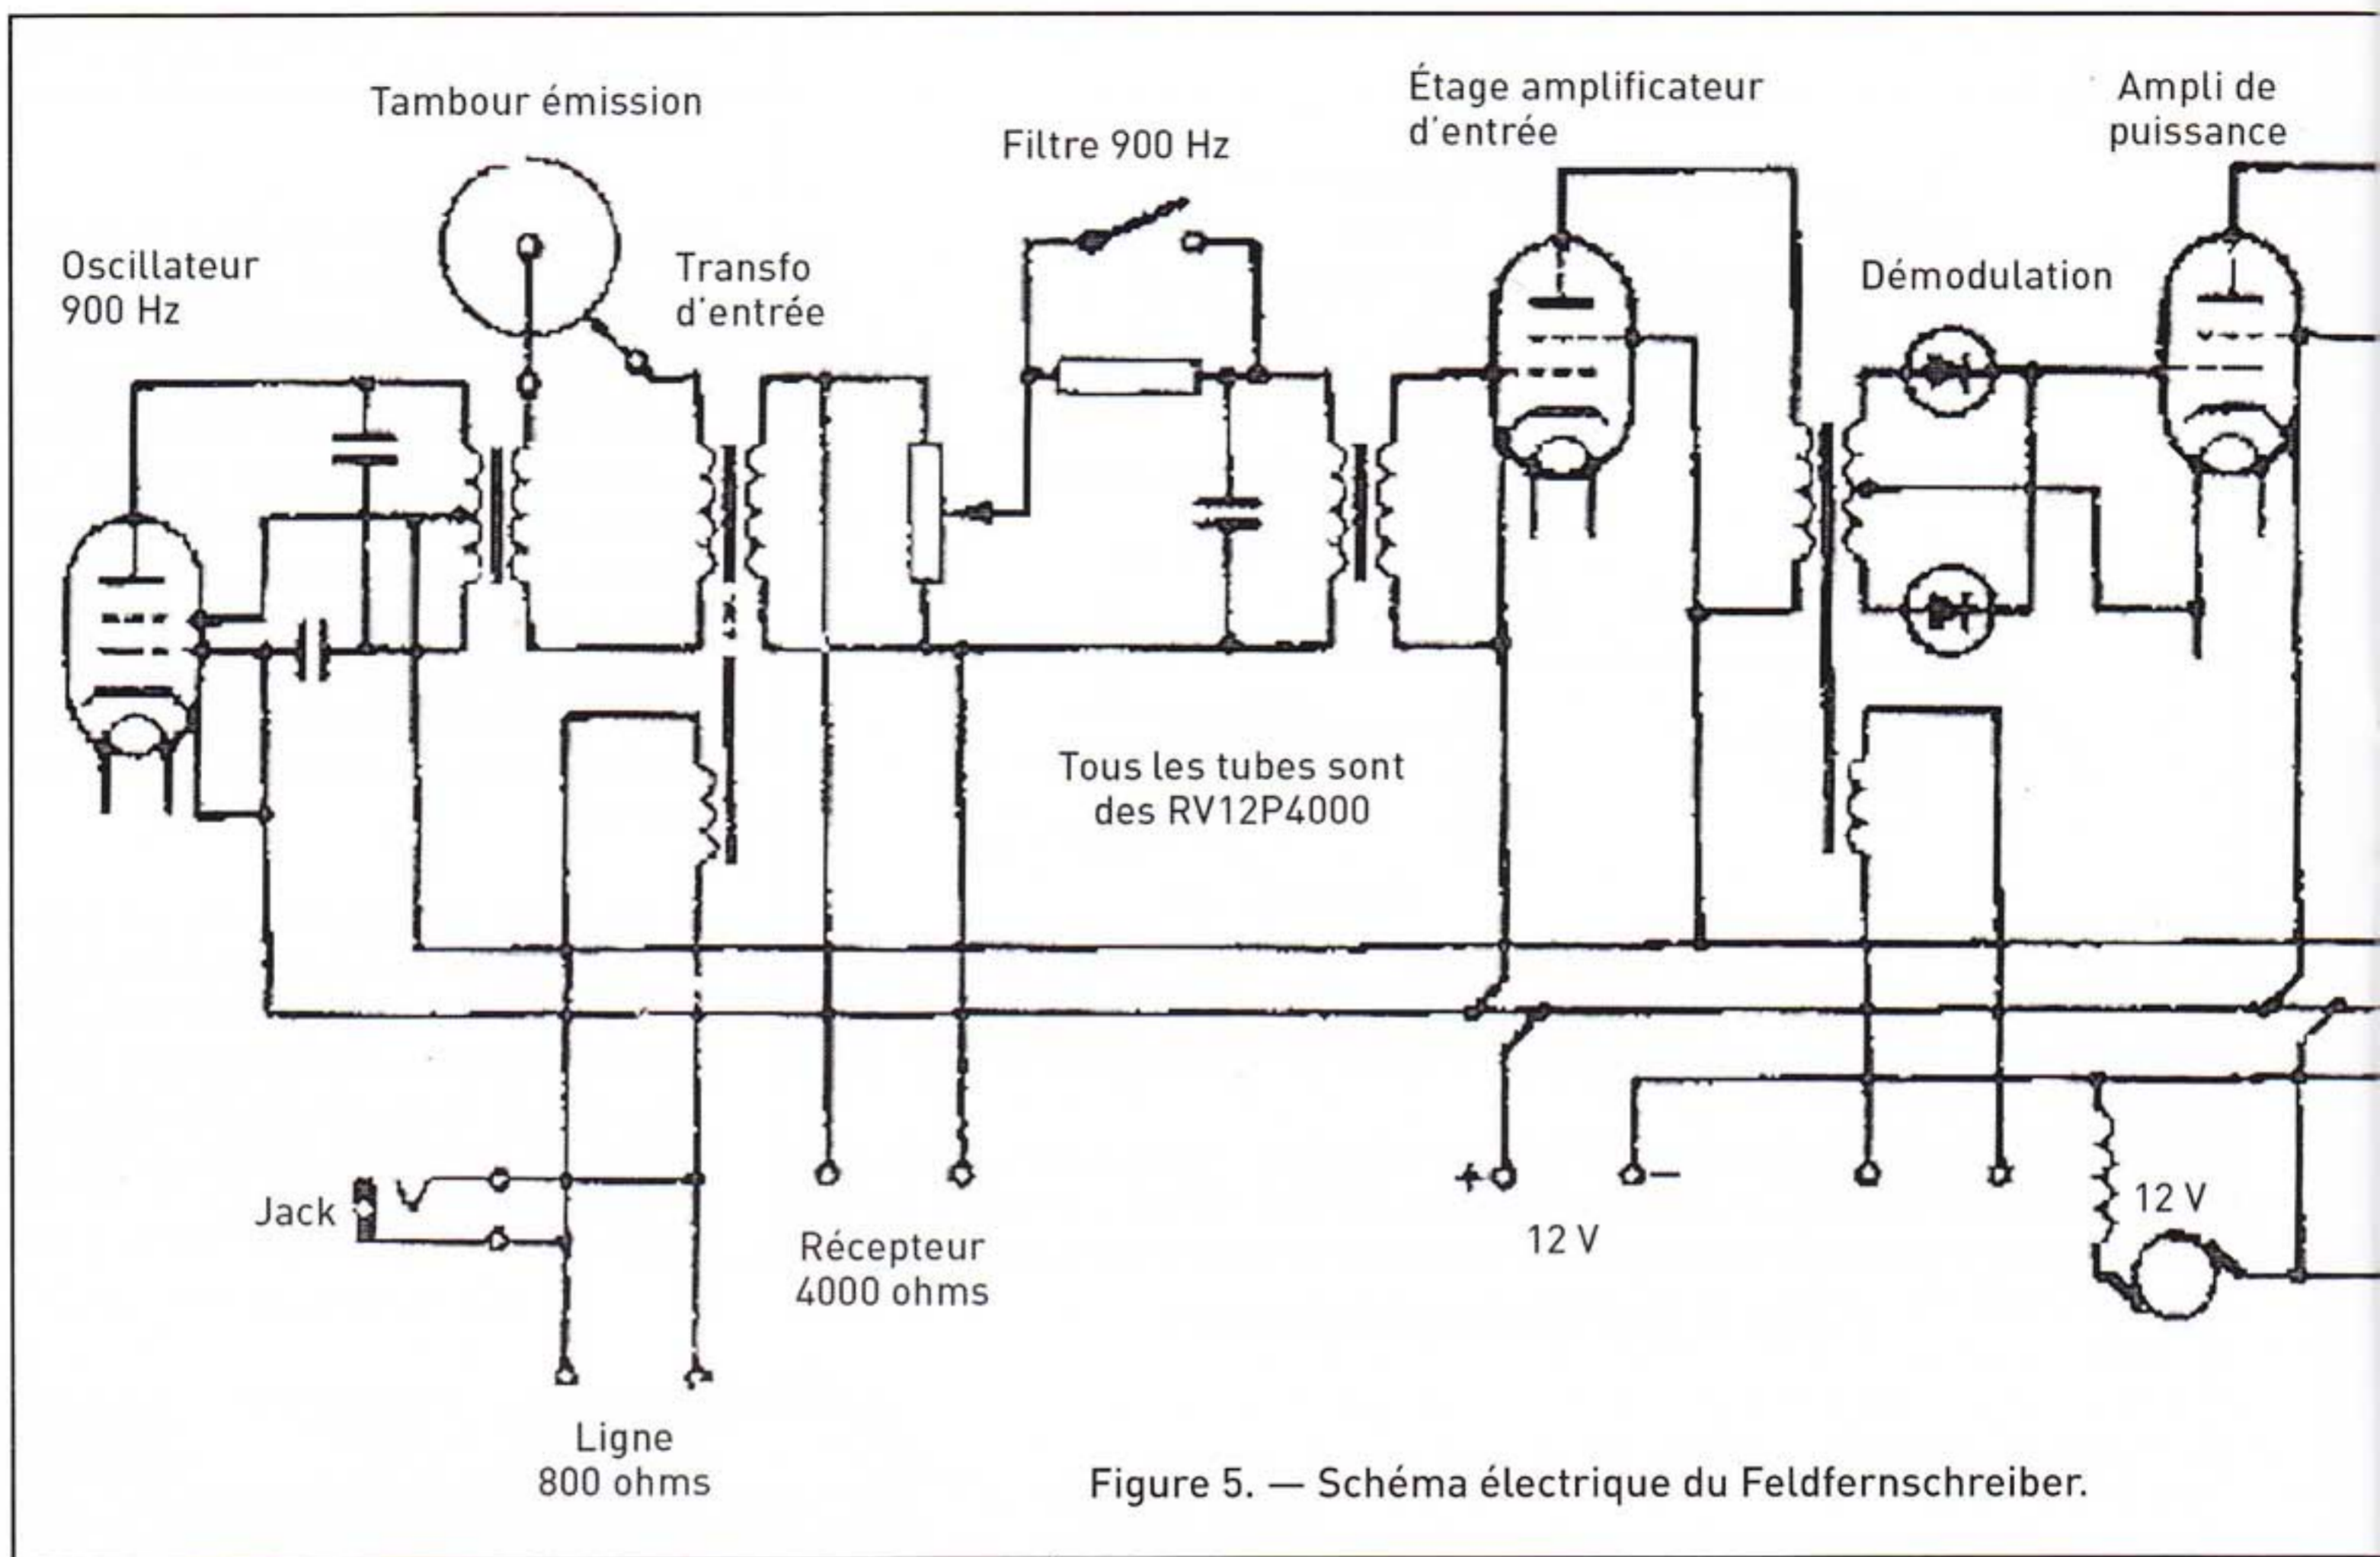 Tambour émission
Étage amplificateur
d'entrée
Ampli de
puissance
Filtre 900 Hz
Oscillateur
900 Hz
Transfo
d'entrée
Démodulation
Tous les tubes sont
des RV12P4000
Jack
Récepteur
4000 ohms
+
−
12 V
12 V
Ligne
800 ohms
Figure 5. — Schéma électrique du Feldfernschreiber.